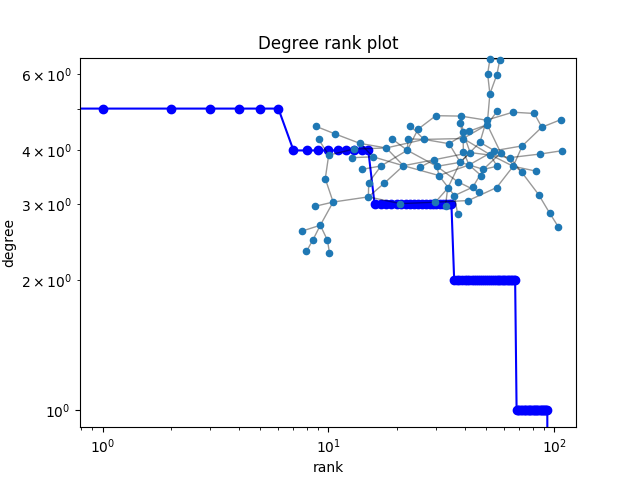 Degree rank plot
degree
6 × 10⁰
4 × 10⁰
3 × 10⁰
2 × 10⁰
10⁰
10⁰ 10¹ 10²
rank